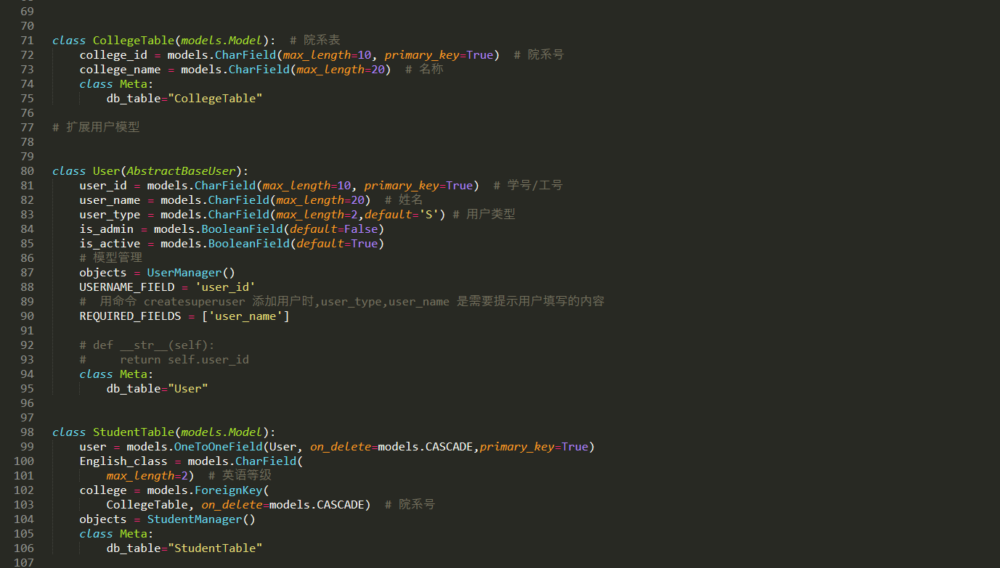 69
70
71 class CollegeTable(models.Model):  # 院系表
72     college_id = models.CharField(max_length=10, primary_key=True)  # 院系号
73     college_name = models.CharField(max_length=20)  # 名称
74     class Meta:
75         db_table="CollegeTable"
76
77 # 扩展用户模型
78
79
80 class User(AbstractBaseUser):
81     user_id = models.CharField(max_length=10, primary_key=True)  # 学号/工号
82     user_name = models.CharField(max_length=20)  # 姓名
83     user_type = models.CharField(max_length=2,default='S') # 用户类型
84     is_admin = models.BooleanField(default=False)
85     is_active = models.BooleanField(default=True)
86     # 模型管理
87     objects = UserManager()
88     USERNAME_FIELD = 'user_id'
89     #  用命令 createsuperuser 添加用户时,user_type,user_name 是需要提示用户填写的内容
90     REQUIRED_FIELDS = ['user_name']
91
92     # def __str__(self):
93     #     return self.user_id
94     class Meta:
95         db_table="User"
96
97
98 class StudentTable(models.Model):
99     user = models.OneToOneField(User, on_delete=models.CASCADE,primary_key=True)
100     English_class = models.CharField(
101         max_length=2)  # 英语等级
102     college = models.ForeignKey(
103         CollegeTable, on_delete=models.CASCADE)  # 院系号
104     objects = StudentManager()
105     class Meta:
106         db_table="StudentTable"
107